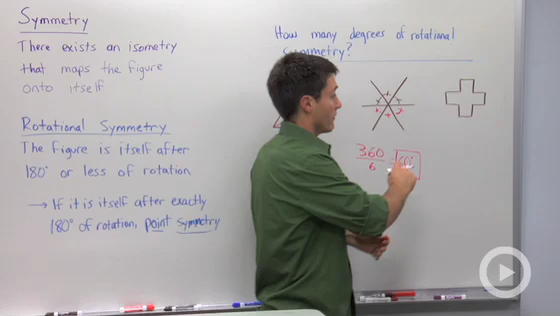 Symmetry
There exists an isometry
that maps the figure
onto itself
Rotational Symmetry
The figure is itself after
180° or less of rotation
→ If it is itself after exactly
180° of rotation, point symmetry
How many degrees of rotational
symmetry?
360
6
60°